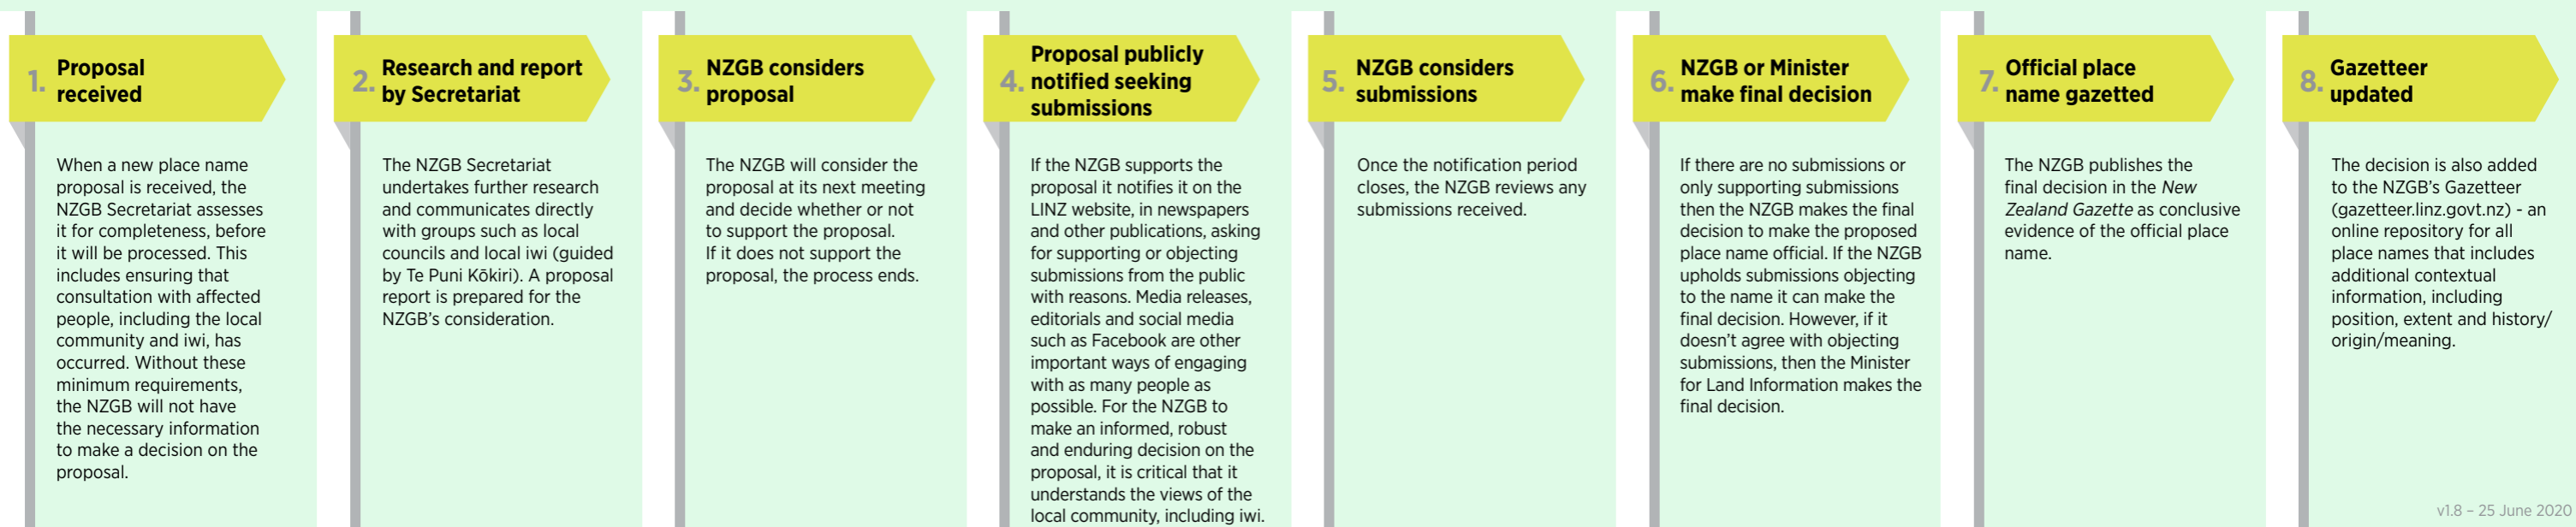 1.
Proposal
received
When a new place name
proposal is received, the
NZGB Secretariat assesses
it for completeness, before
it will be processed. This
includes ensuring that
consultation with affected
people, including the local
community and iwi, has
occurred. Without these
minimum requirements,
the NZGB will not have
the necessary information
to make a decision on the
proposal.
2.
Research and report
by Secretariat
The NZGB Secretariat
undertakes further research
and communicates directly
with groups such as local
councils and local iwi (guided
by Te Puni Kōkiri). A proposal
report is prepared for the
NZGB's consideration.
3.
NZGB considers
proposal
The NZGB will consider the
proposal at its next meeting
and decide whether or not
to support the proposal.
If it does not support the
proposal, the process ends.
4.
Proposal publicly
notified seeking
submissions
If the NZGB supports the
proposal it notifies it on the
LINZ website, in newspapers
and other publications, asking
for supporting or objecting
submissions from the public
with reasons. Media releases,
editorials and social media
such as Facebook are other
important ways of engaging
with as many people as
possible. For the NZGB to
make an informed, robust
and enduring decision on the
proposal, it is critical that it
understands the views of the
local community, including iwi.
5.
NZGB considers
submissions
Once the notification period
closes, the NZGB reviews any
submissions received.
6.
NZGB or Minister
make final decision
If there are no submissions or
only supporting submissions
then the NZGB makes the final
decision to make the proposed
place name official. If the NZGB
upholds submissions objecting
to the name it can make the
final decision. However, if it
doesn't agree with objecting
submissions, then the Minister
for Land Information makes the
final decision.
7.
Official place
name gazetted
The NZGB publishes the
final decision in the New
Zealand Gazette as conclusive
evidence of the official place
name.
8.
Gazetteer
updated
The decision is also added
to the NZGB's Gazetteer
(gazetteer.linz.govt.nz) - an
online repository for all
place names that includes
additional contextual
information, including
position, extent and history/
origin/meaning.
v1.8 – 25 June 2020